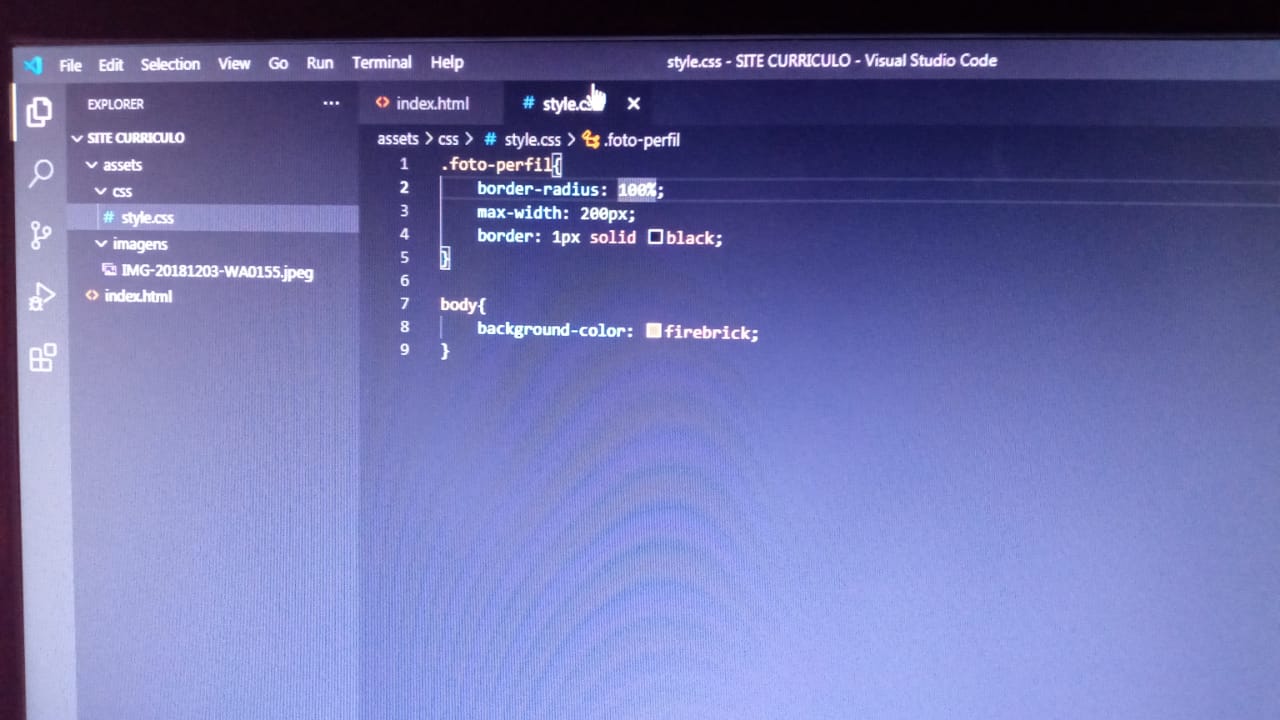 File Edit Selection View Go Run Terminal Help
style.css - SITE CURRICULO - Visual Studio Code
EXPLORER ...
SITE CURRICULO
assets
css
# style.css
imagens
IMG-20181203-WA0155.jpeg
<> index.html
<> index.html
# style.css ×
assets > css > # style.css > .foto-perfil
1 .foto-perfil{
2 border-radius: 100%;
3 max-width: 200px;
4 border: 1px solid black;
5 }
6
7 body{
8 background-color: firebrick;
9 }